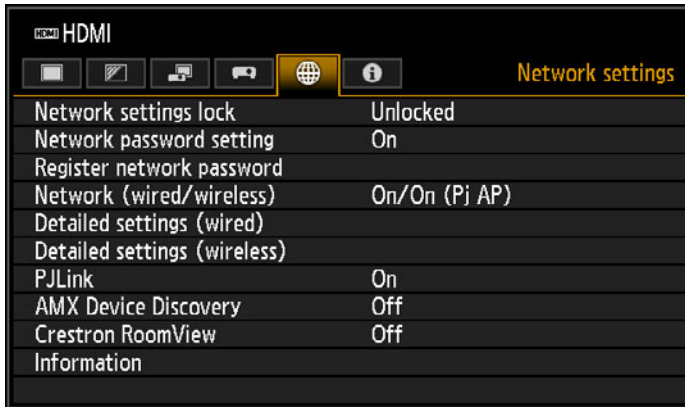 HDMI HDMI
Network settings
Network settings lock Unlocked
Network password setting On
Register network password
Network (wired/wireless) On/On (Pj AP)
Detailed settings (wired)
Detailed settings (wireless)
PJLink On
AMX Device Discovery Off
Crestron RoomView Off
Information